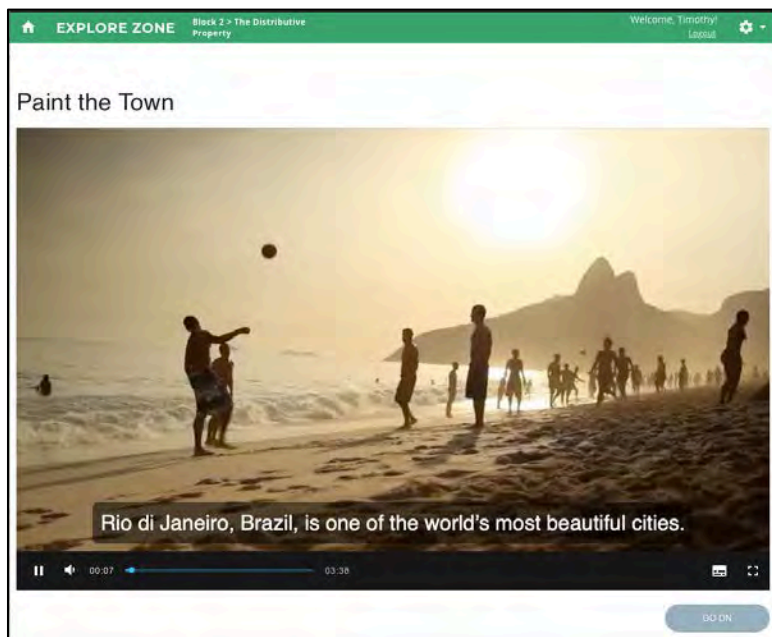 EXPLORE ZONE
Block 2 > The Distributive
Property
Welcome, Timothy!
Logout
Paint the Town
Rio di Janeiro, Brazil, is one of the world's most beautiful cities.
00:07
03:38
GO ON